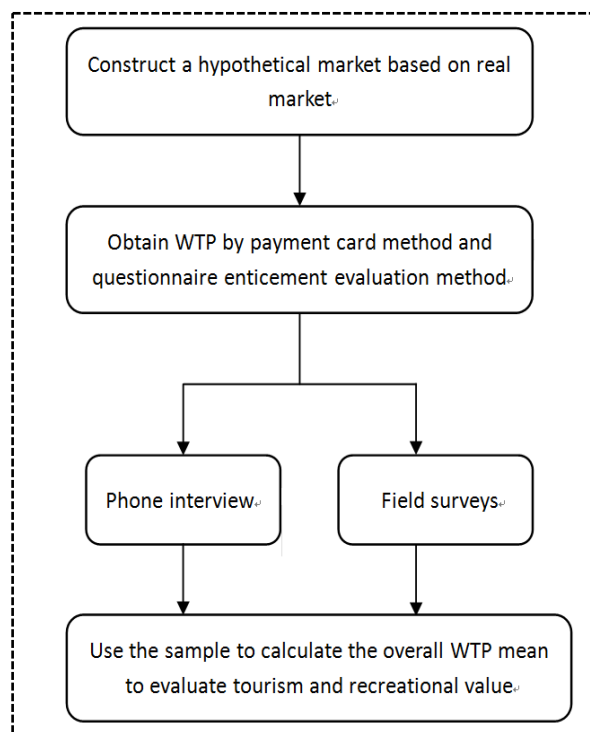 Construct a hypothetical market based on real
market
Obtain WTP by payment card method and
questionnaire enticement evaluation method
Phone interview
Field surveys
Use the sample to calculate the overall WTP mean
to evaluate tourism and recreational value